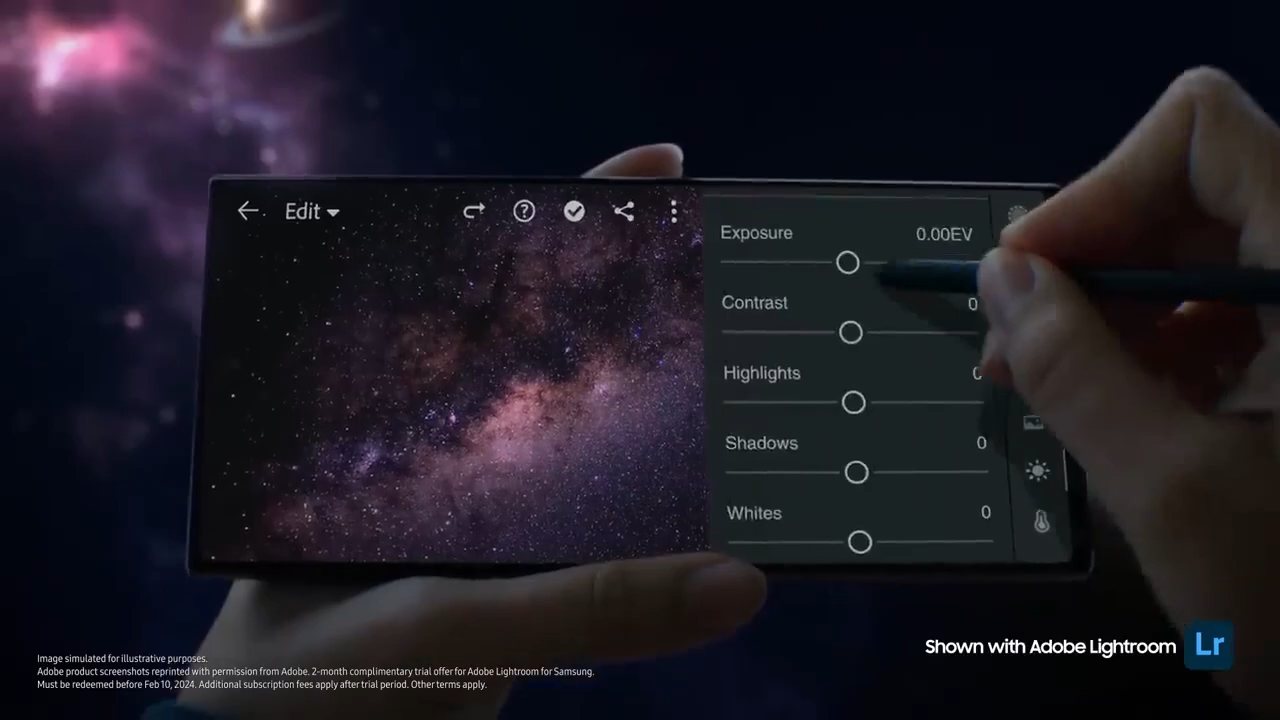 Edit
Exposure 0.00EV
Contrast 0
Highlights 0
Shadows 0
Whites 0
Shown with Adobe Lightroom Lr
Image simulated for illustrative purposes.
Adobe product screenshots reprinted with permission from Adobe. 2-month complimentary trial offer for Adobe Lightroom for Samsung.
Must be redeemed before Feb 10, 2024. Additional subscription fees apply after trial period. Other terms apply.